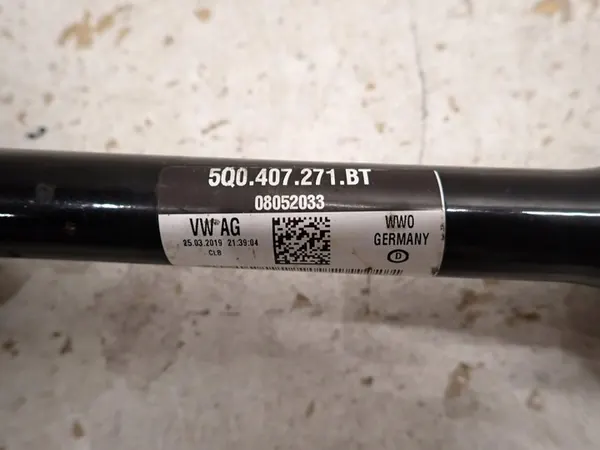 5Q0.407.271.BT
08052033
VW AG
25.03.2019 21:39:04
CLB
WWO
GERMANY
D